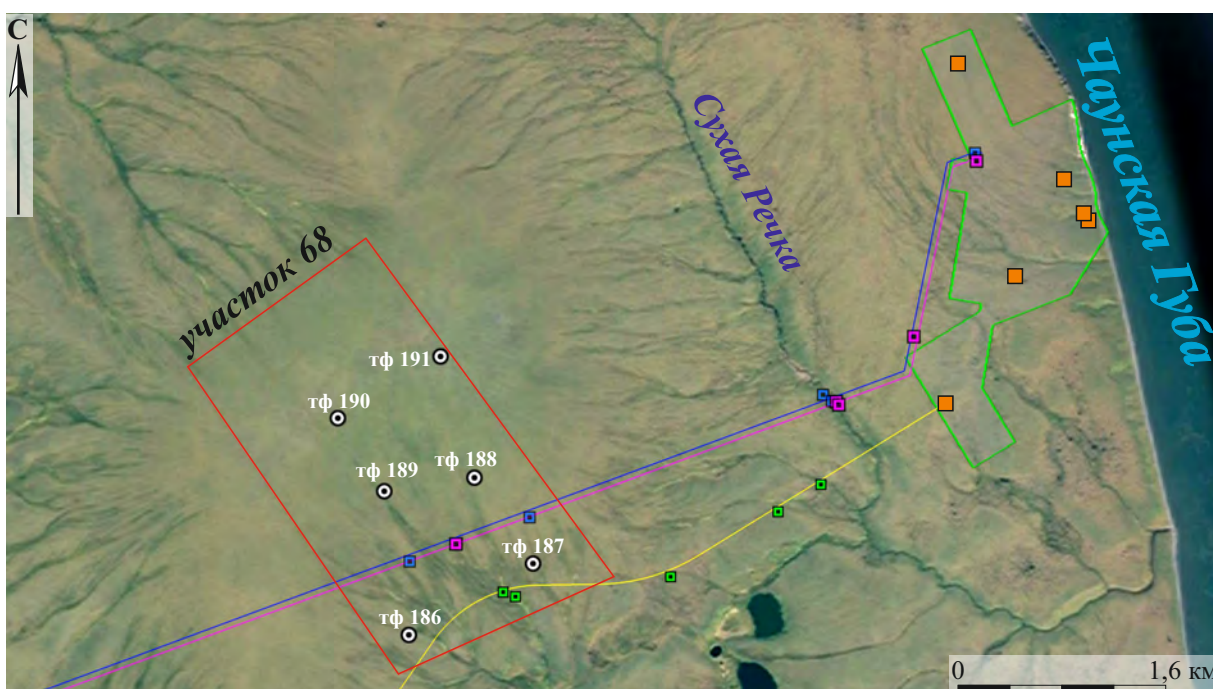 С
Чаунская Губа
Сухая Речка
участок 68
тф 191
тф 190
тф 188
тф 189
тф 187
тф 186
0 1,6 км